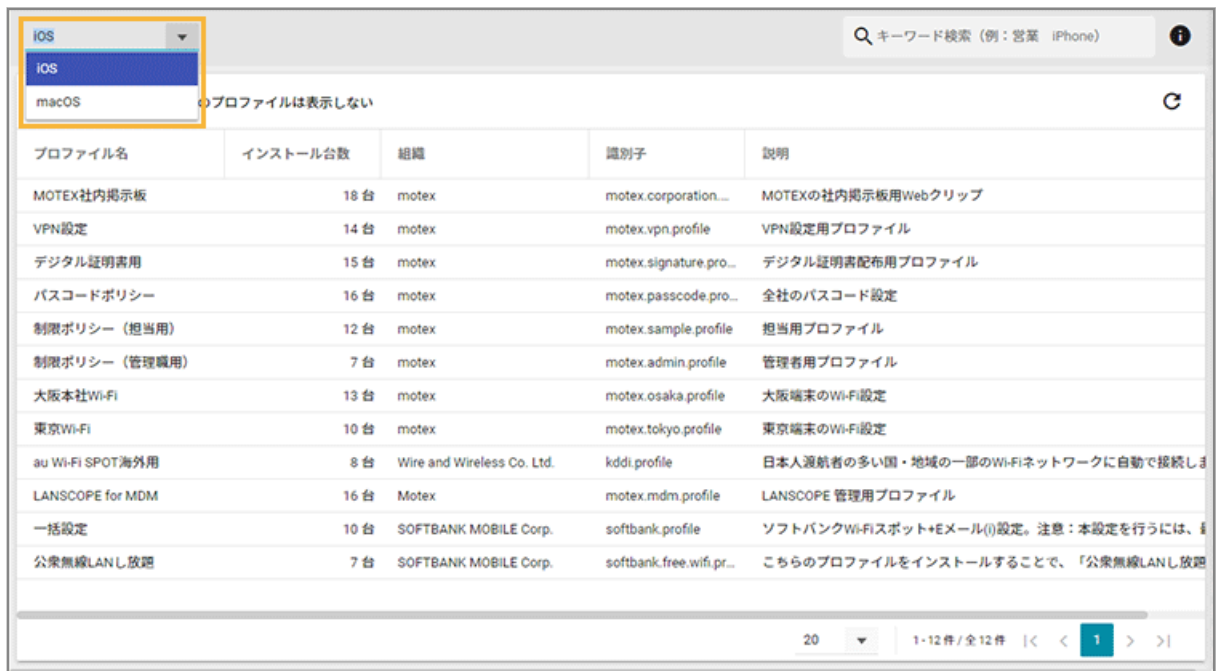 iOS
キーワード検索（例：営業 iPhone）
iOS
macOS
のプロファイルは表示しない
プロファイル名 インストール台数 組織 識別子 説明
MOTEX社内掲示板 18 台 motex motex.corporation.... MOTEXの社内掲示板用Webクリップ
VPN設定 14 台 motex motex.vpn.profile VPN設定用プロファイル
デジタル証明書用 15 台 motex motex.signature.pro... デジタル証明書配布用プロファイル
パスコードポリシー 16 台 motex motex.passcode.pro... 全社のパスコード設定
制限ポリシー（担当用） 12 台 motex motex.sample.profile 担当用プロファイル
制限ポリシー（管理職用） 7 台 motex motex.admin.profile 管理者用プロファイル
大阪本社Wi-Fi 13 台 motex motex.osaka.profile 大阪端末のWi-Fi設定
東京Wi-Fi 10 台 motex motex.tokyo.profile 東京端末のWi-Fi設定
au Wi-Fi SPOT海外用 8 台 Wire and Wireless Co. Ltd. kddi.profile 日本人渡航者の多い国・地域の一部のWi-Fiネットワークに自動で接続しま
LANSCOPE for MDM 16 台 Motex motex.mdm.profile LANSCOPE 管理用プロファイル
一括設定 10 台 SOFTBANK MOBILE Corp. softbank.profile ソフトバンクWi-Fiスポット+Eメール(i)設定。注意：本設定を行うには、
公衆無線LANし放題 7 台 SOFTBANK MOBILE Corp. softbank.free.wifi.pr... こちらのプロファイルをインストールすることで、「公衆無線LANし放題
20 1 - 12 件 / 全 12 件 |< < 1 > >|